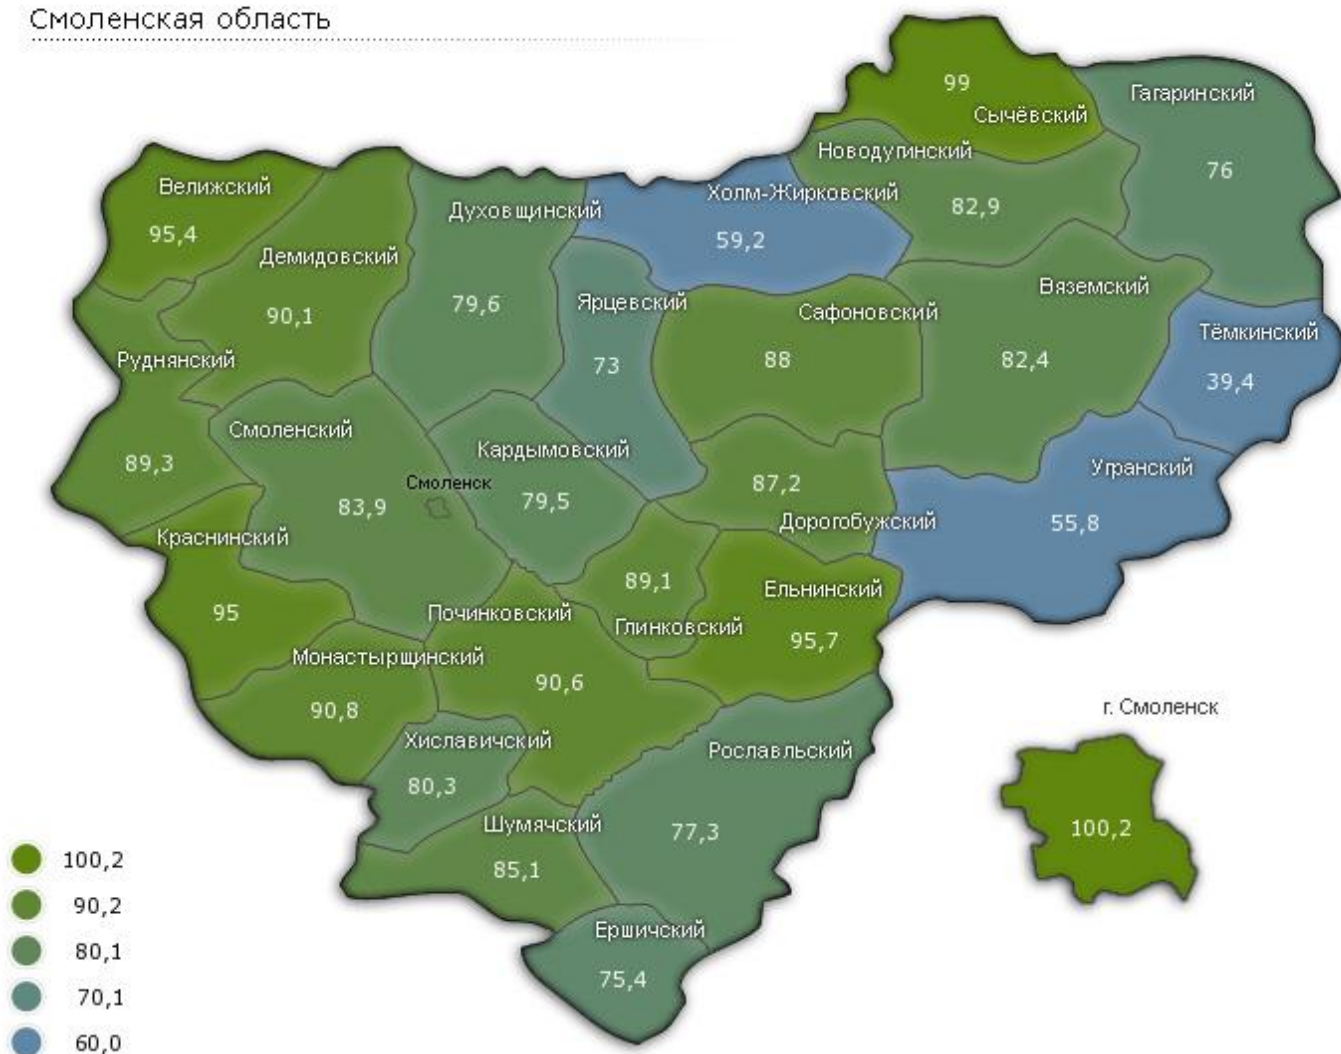 Смоленская область
99
Сычёвский
Гагаринский
76
Новодугинский
82,9
Велижский
95,4
Духовщинский
79,6
Холм-Жирковский
59,2
Демидовский
90,1
Ярцевский
73
Сафоновский
88
Вяземский
82,4
Тёмкинский
39,4
Руднянский
89,3
Смоленский
83,9
Смоленск
Кардымовский
79,5
87,2
Дорогобужский
Угранский
55,8
Краснинский
95
89,1
Глинковский
Ельнинский
95,7
Починковский
90,6
Монастырщинский
90,8
Хиславичский
80,3
Рославльский
77,3
г. Смоленск
100,2
Шумячский
85,1
Ершичский
75,4
100,2
90,2
80,1
70,1
60,0